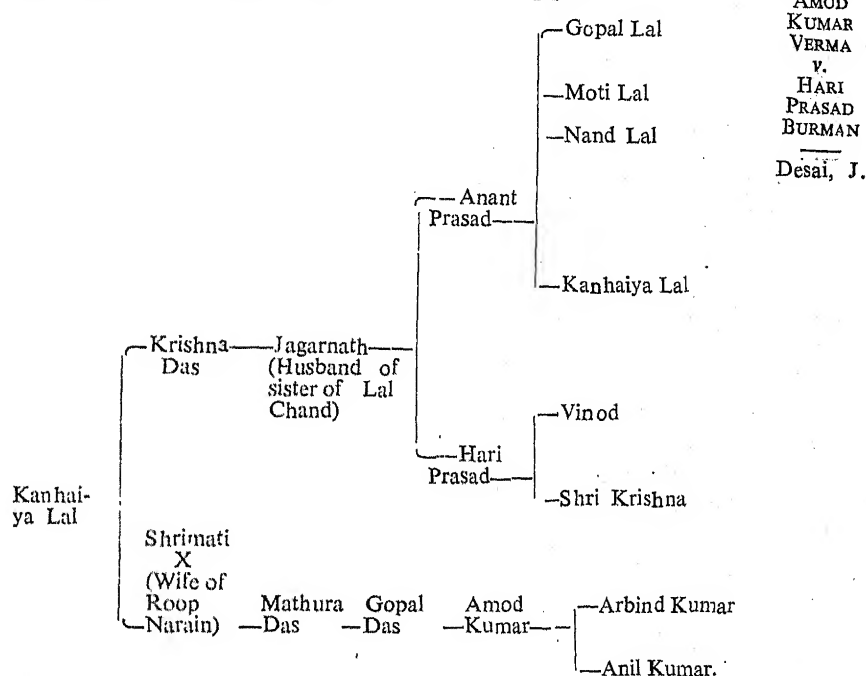 Gopal Lal
—Moti Lal
—Nand Lal
— Anant
Prasad—
—Kanhaiya Lal
Krishna—
Das
Jagarnath—
(Husband of
sister of Lal
Chand)
—Vinod
—Hari
Prasad—
—Shri Krishna
Kanhai-
ya Lal
Shrimati
X
(Wife of
Roop
Narain)
—Mathura
Das
Gopal
—Das
Amod
—Kumar—
—Arbind Kumar
—Anil Kumar.
AMOD
KUMAR
VERMA
v.
HARI
PRASAD
BURMAN
Desai, J.